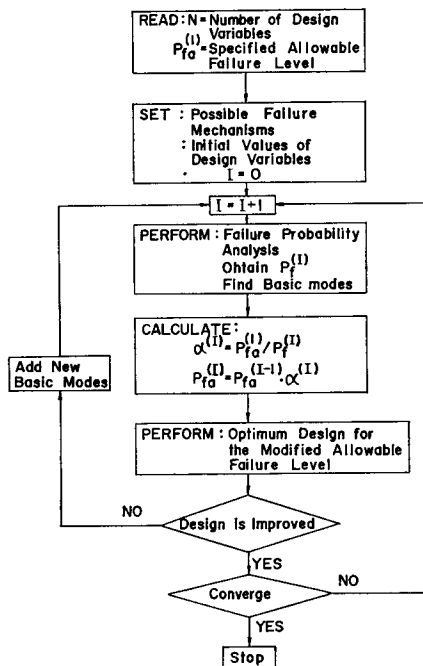 READ: N=Number of Design
Variables
P_fa^(1)=Specified Allowable
Failure Level
SET : Possible Failure
Mechanisms
: Initial Values of
Design Variables
. I = 0
I = I+1
PERFORM: Failure Probability
Analysis
Obtain P_f^(I)
Find Basic modes
CALCULATE:
α^(I)=P_fa^(1)/P_f^(I)
P_fa^(I)=P_fa^(I-1)·α^(I)
Add New
Basic Modes
PERFORM: Optimum Design for
the Modified Allowable
Failure Level
NO
Design is Improved
YES
NO
Converge
YES
Stop